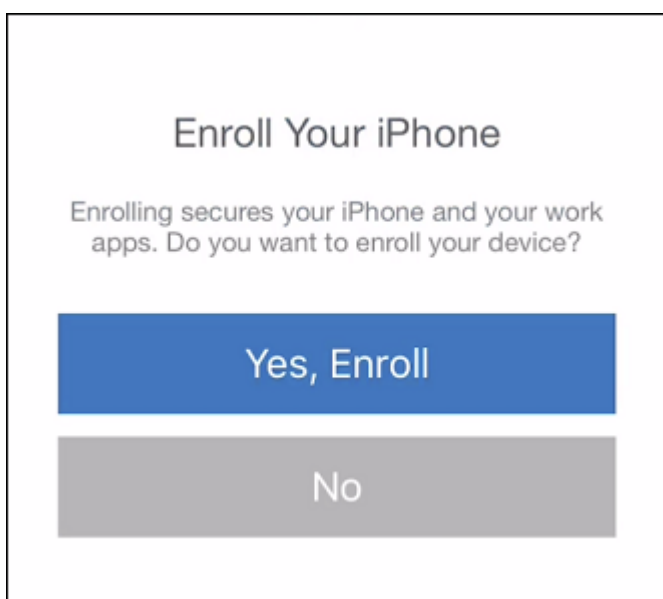 Enroll Your iPhone
Enrolling secures your iPhone and your work
apps. Do you want to enroll your device?
Yes, Enroll
No